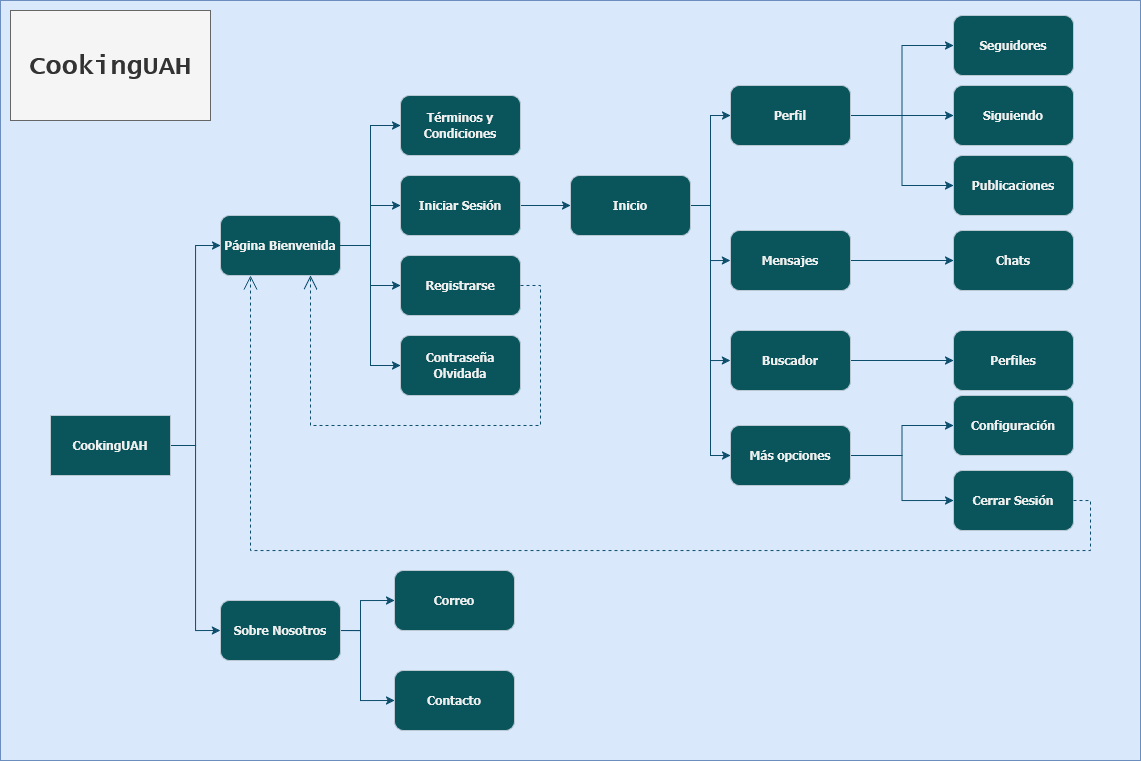 CookingUAH
Seguidores
Términos y
Condiciones
Perfil
Siguiendo
Iniciar Sesión
Inicio
Publicaciones
Página Bienvenida
Mensajes
Chats
Registrarse
Contraseña
Olvidada
Buscador
Perfiles
CookingUAH
Más opciones
Configuración
Cerrar Sesión
Sobre Nosotros
Correo
Contacto